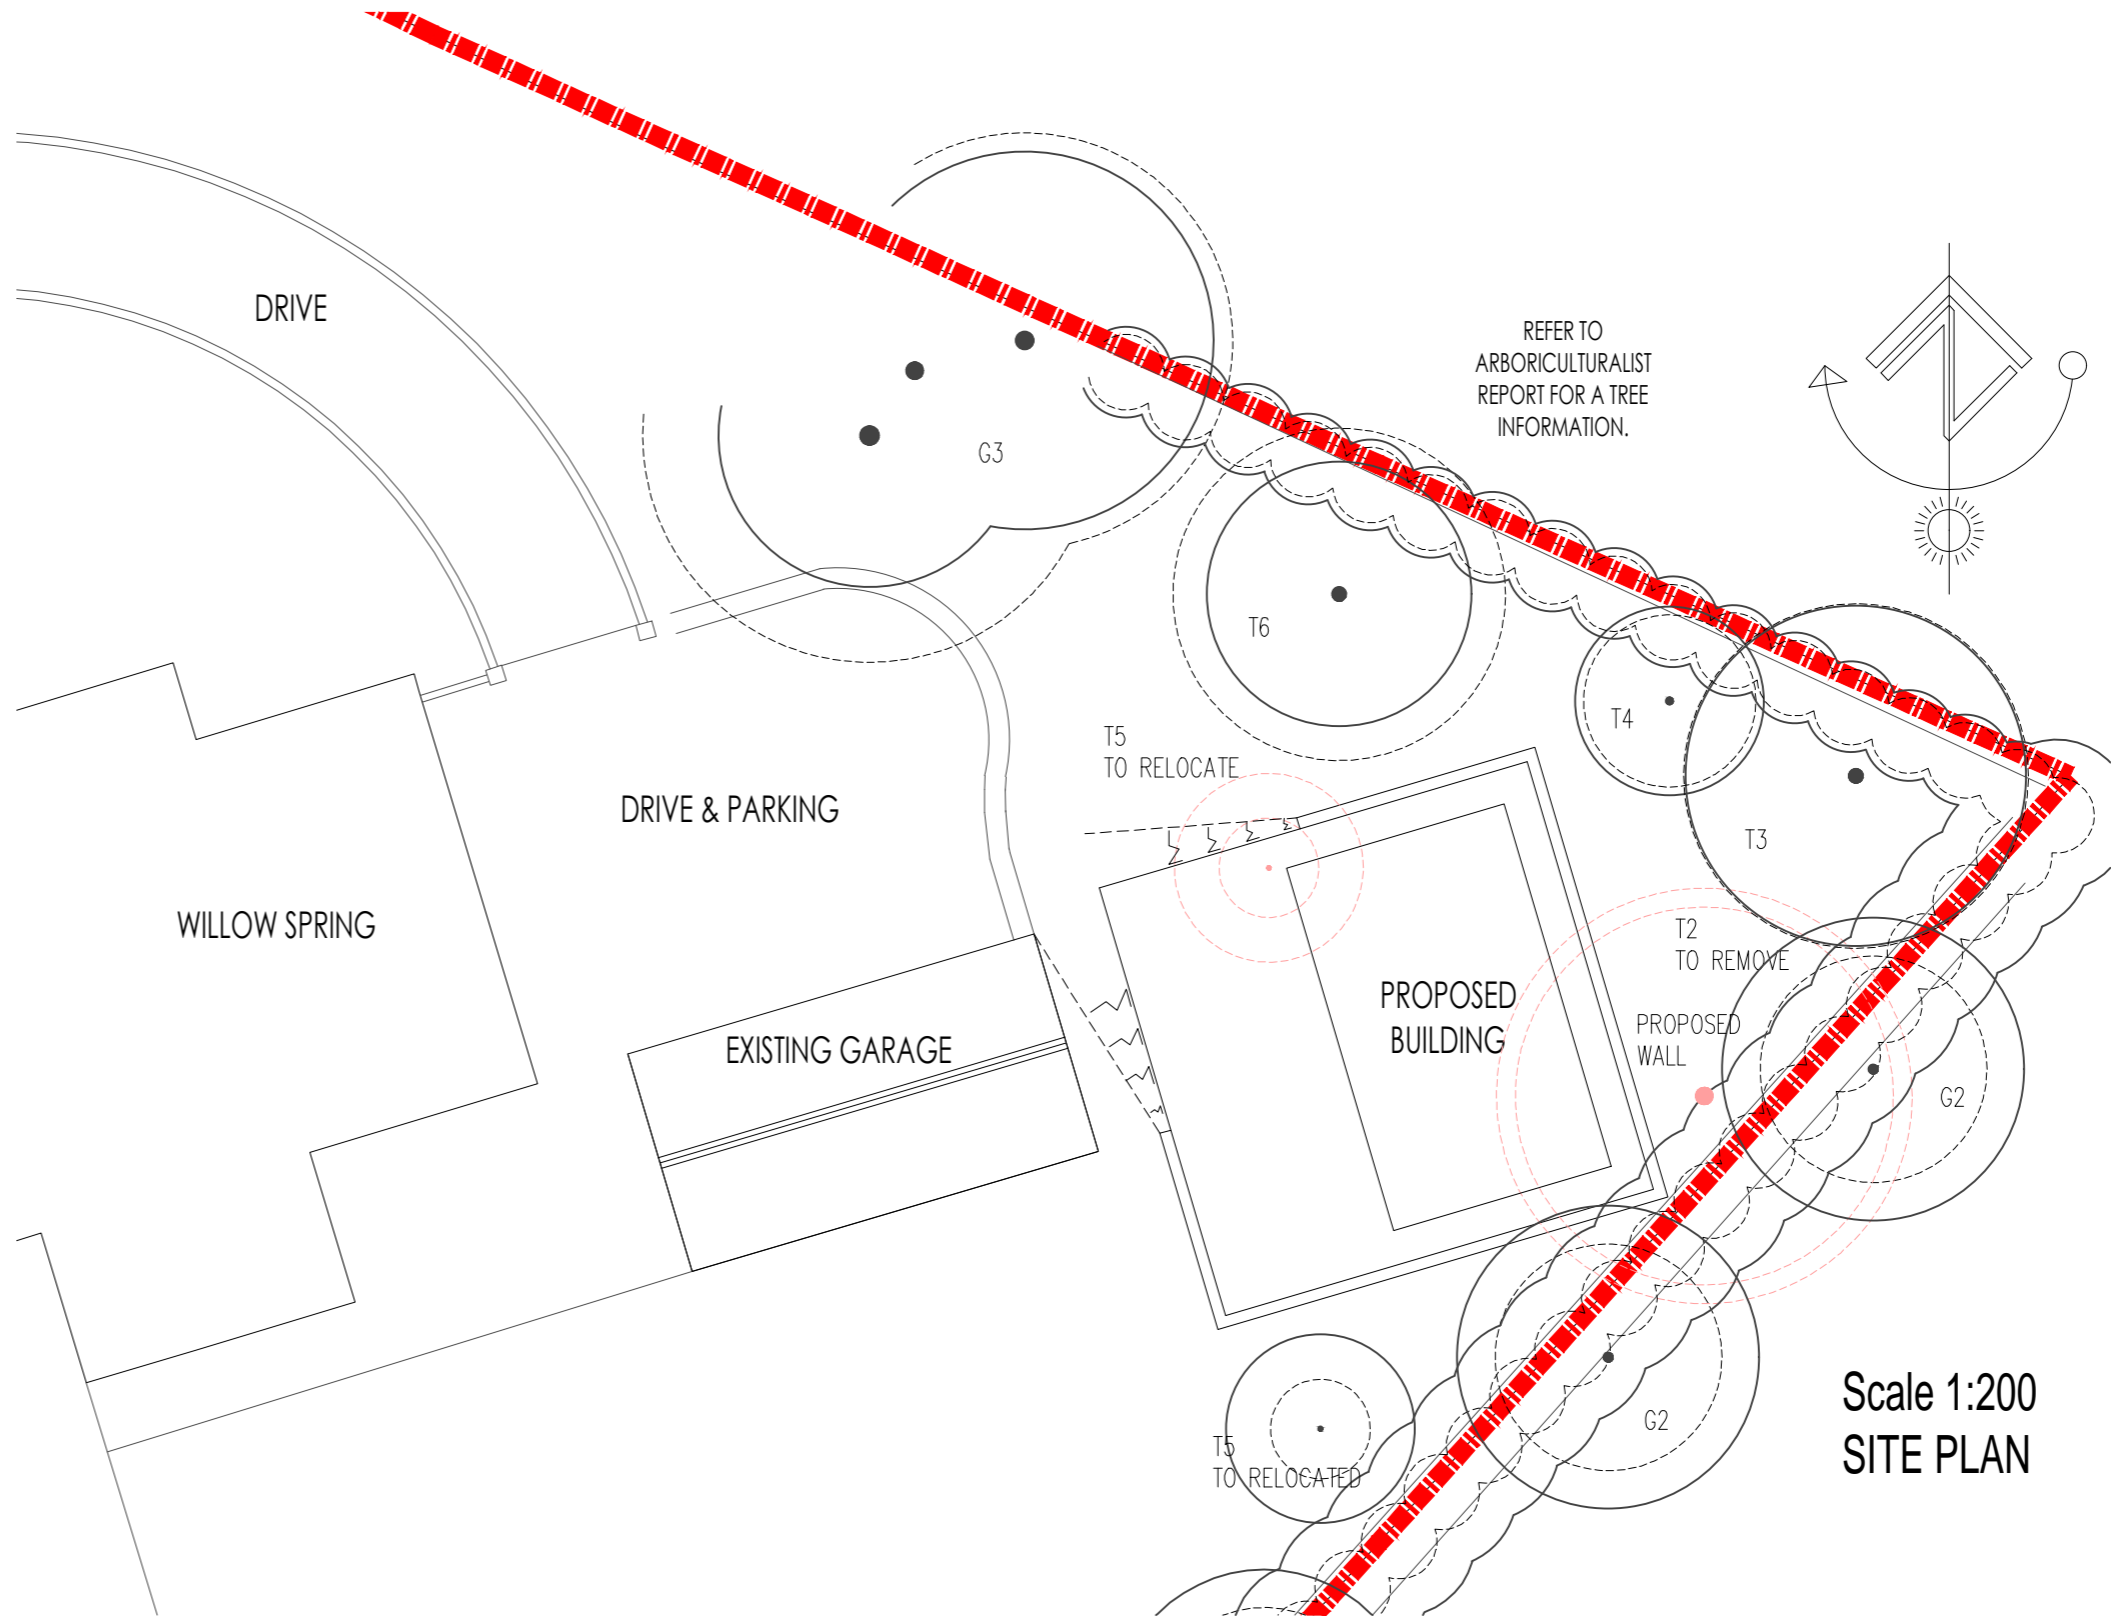 DRIVE
REFER TO
ARBORICULTURALIST
REPORT FOR A TREE
INFORMATION.
G3
T6
T4
T5
TO RELOCATE
DRIVE & PARKING
T3
WILLOW SPRING
T2
TO REMOVE
PROPOSED
BUILDING
PROPOSED
WALL
EXISTING GARAGE
G2
G2
T5
TO RELOCATED
Scale 1:200
SITE PLAN